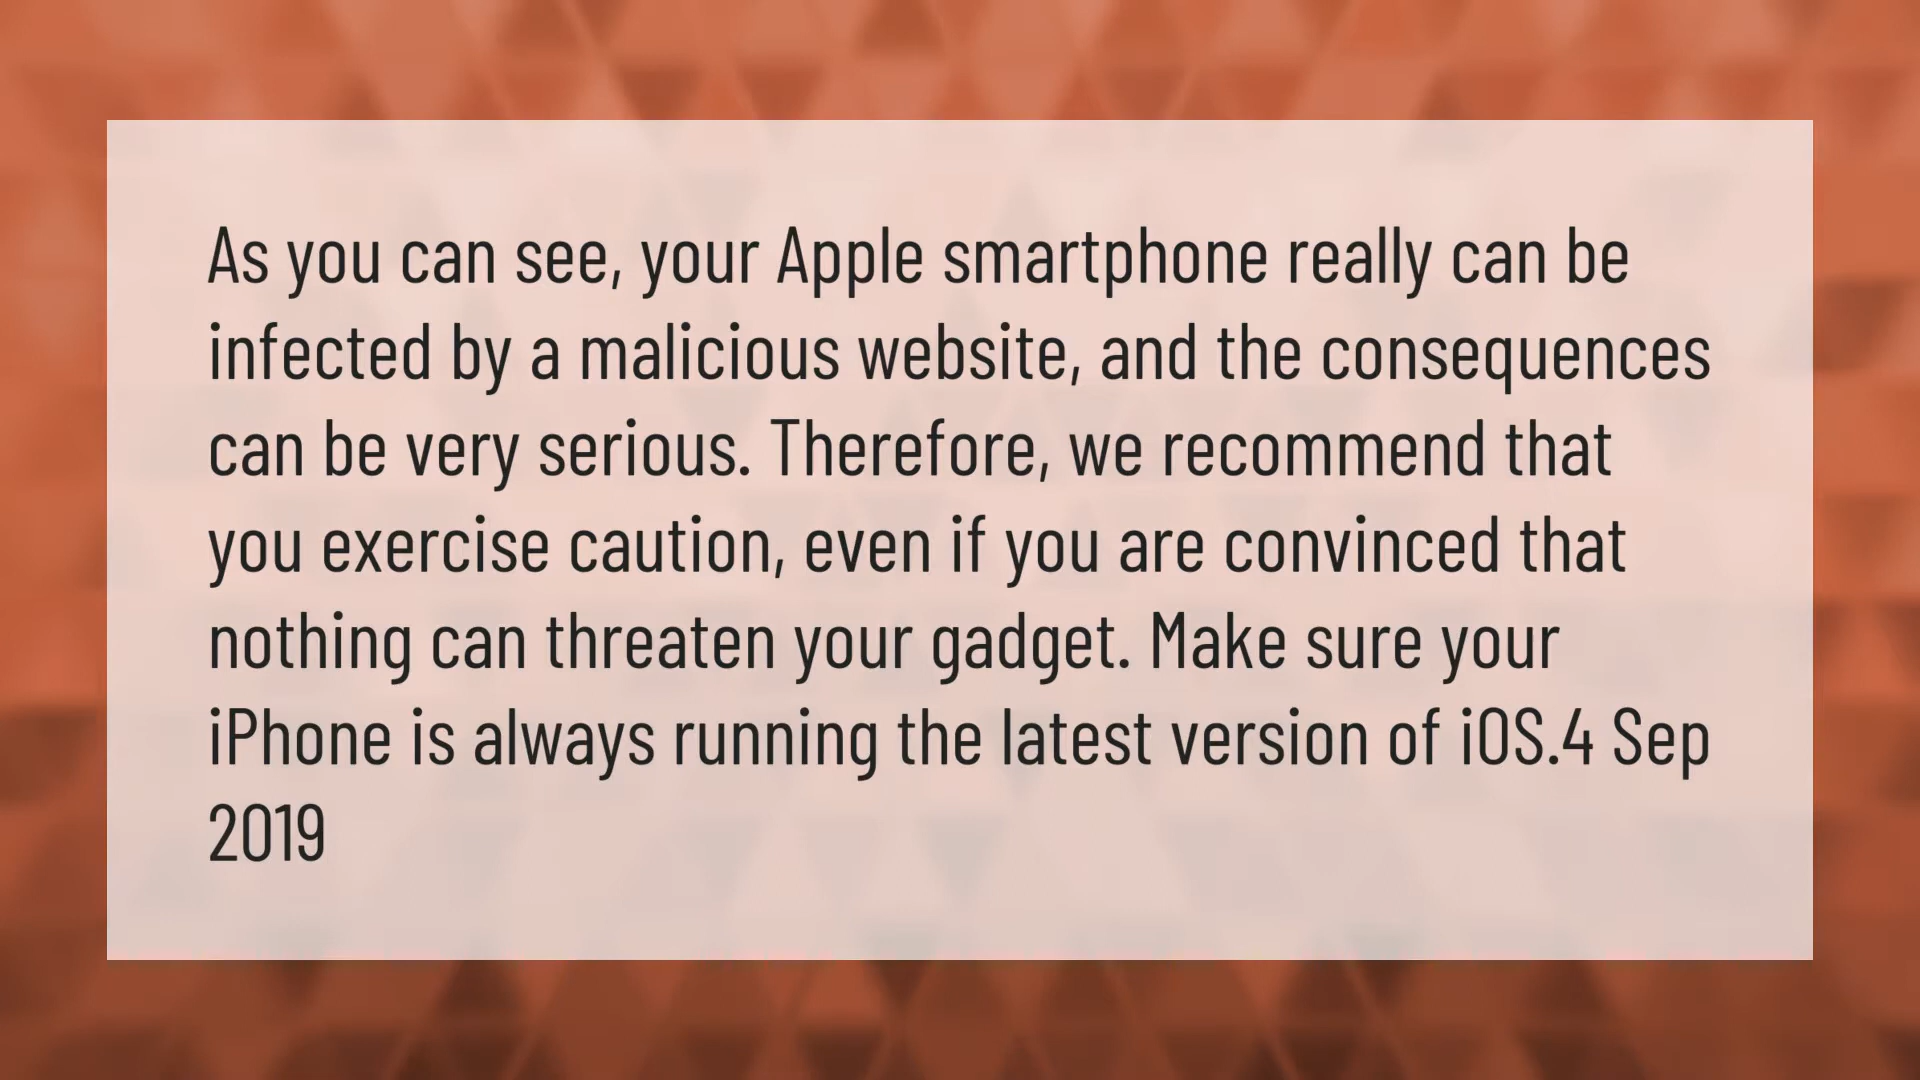 As you can see, your Apple smartphone really can be
infected by a malicious website, and the consequences
can be very serious. Therefore, we recommend that
you exercise caution, even if you are convinced that
nothing can threaten your gadget. Make sure your
iPhone is always running the latest version of iOS.4 Sep
2019